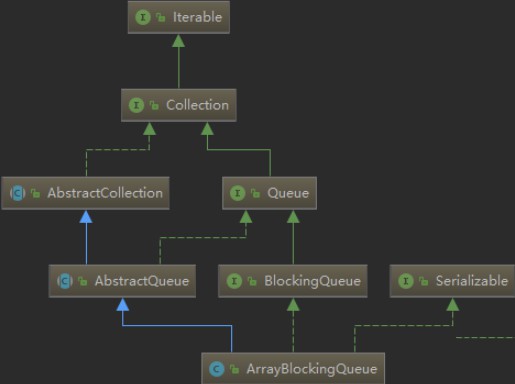 I Iterable
I Collection
C AbstractCollection
I Queue
C AbstractQueue
I BlockingQueue
I Serializable
C ArrayBlockingQueue